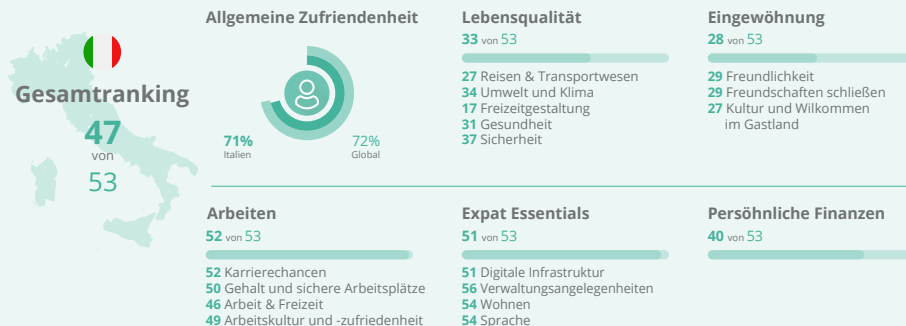 Gesamtranking
47
von
53
Allgemeine Zufriendenheit
71%
Italien
72%
Global
Lebensqualität
33 von 53
27 Reisen & Transportwesen
34 Umwelt und Klima
17 Freizeitgestaltung
31 Gesundheit
37 Sicherheit
Eingewöhnung
28 von 53
29 Freundlichkeit
29 Freundschaften schließen
27 Kultur und Wilkommen
im Gastland
Arbeiten
52 von 53
52 Karrierechancen
50 Gehalt und sichere Arbeitsplätze
46 Arbeit & Freizeit
49 Arbeitskultur und -zufriedenheit
Expat Essentials
51 von 53
51 Digitale Infrastruktur
56 Verwaltungsangelegenheiten
54 Wohnen
54 Sprache
Persöhnliche Finanzen
40 von 53